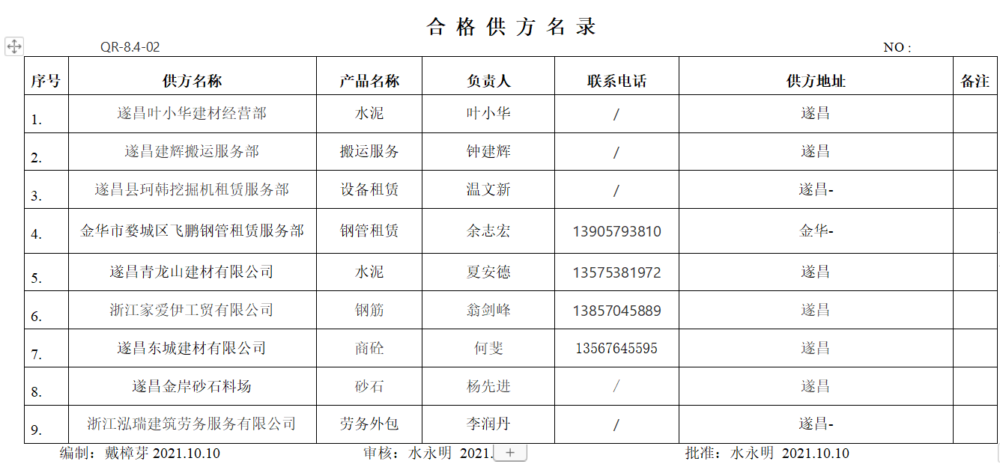 合格供方名录
QR-8.4-02 NO :
序号 供方名称 产品名称 负责人 联系电话 供方地址 备注
1. 遂昌叶小华建材经营部 水泥 叶小华 / 遂昌
2. 遂昌建辉搬运服务部 搬运服务 钟建辉 / 遂昌
3. 遂昌县珂韩挖掘机租赁服务部 设备租赁 温文新 / 遂昌-
4. 金华市婺城区飞鹏钢管租赁服务部 钢管租赁 余志宏 13905793810 金华-
5. 遂昌青龙山建材有限公司 水泥 夏安德 13575381972 遂昌
6. 浙江家爱伊工贸有限公司 钢筋 翁剑峰 13857045889 遂昌
7. 遂昌东城建材有限公司 商砼 何斐 13567645595 遂昌
8. 遂昌金岸砂石料场 砂石 杨先进 / 遂昌
9. 浙江泓瑞建筑劳务服务有限公司 劳务外包 李润丹 / 遂昌-
编制：戴樟芽 2021.10.10 审核：水永明 2021. 批准：水永明 2021.10.10